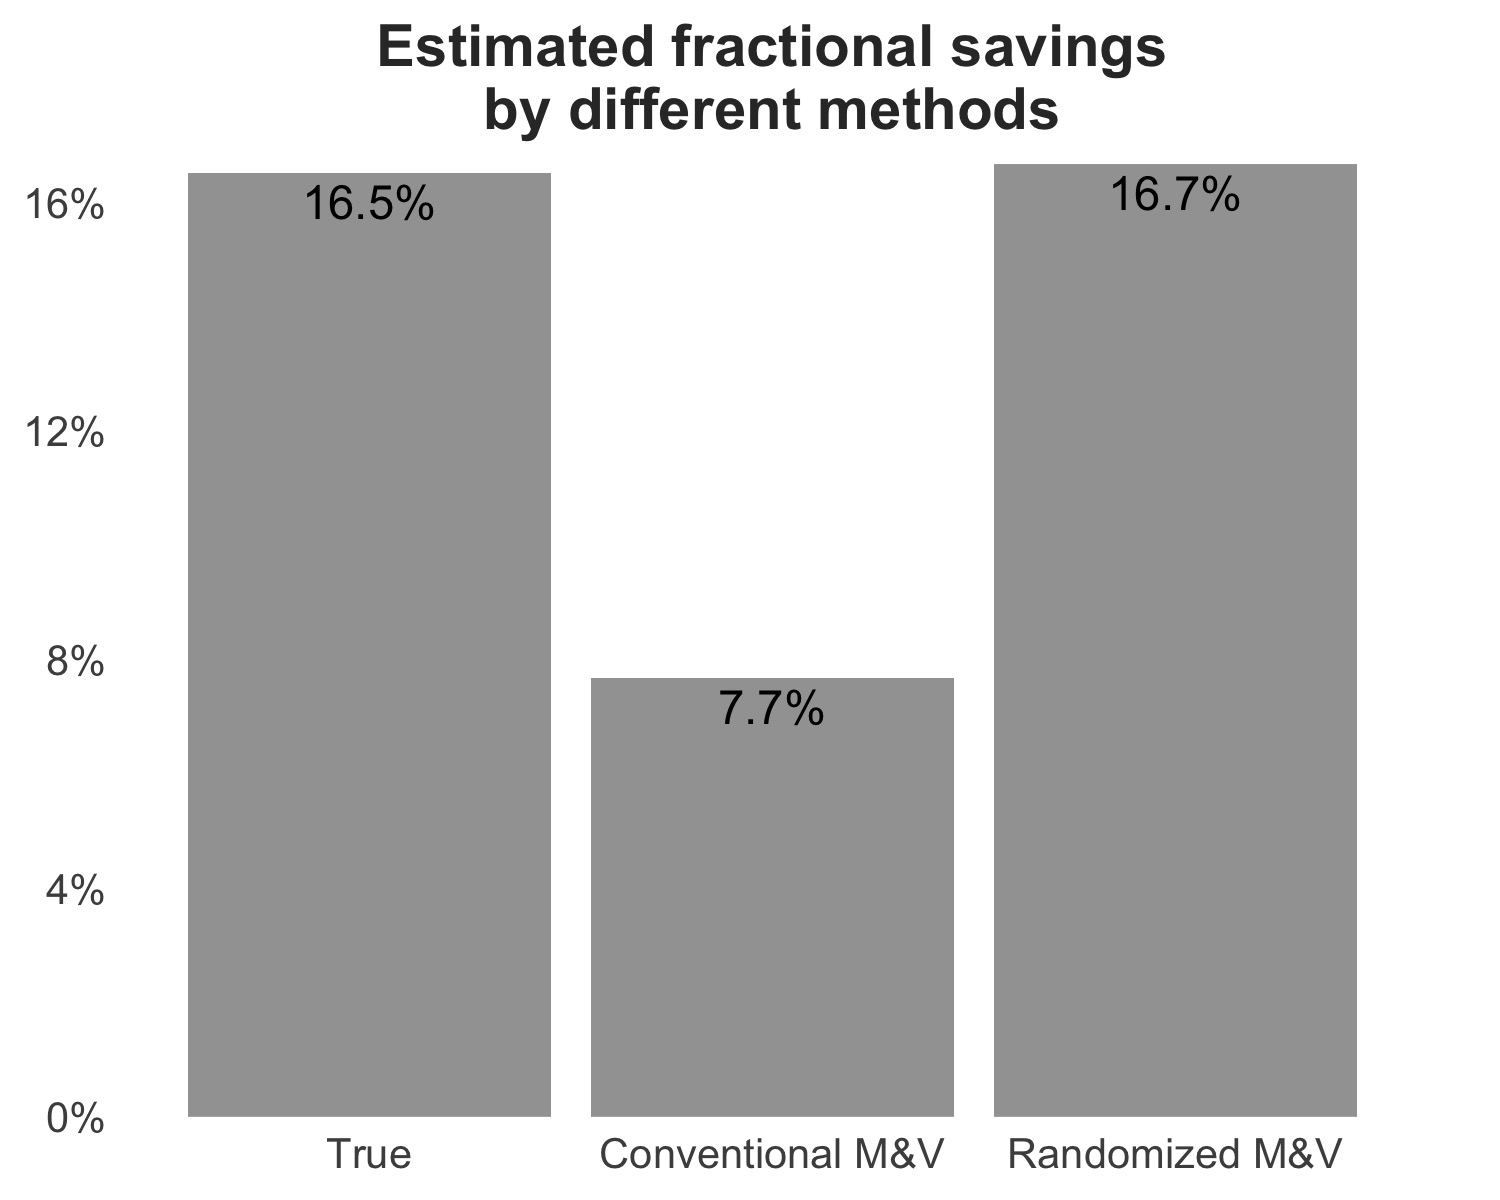 Estimated fractional savings
by different methods
16%
12%
8%
4%
0%
16.5%
7.7%
16.7%
True
Conventional M&V
Randomized M&V